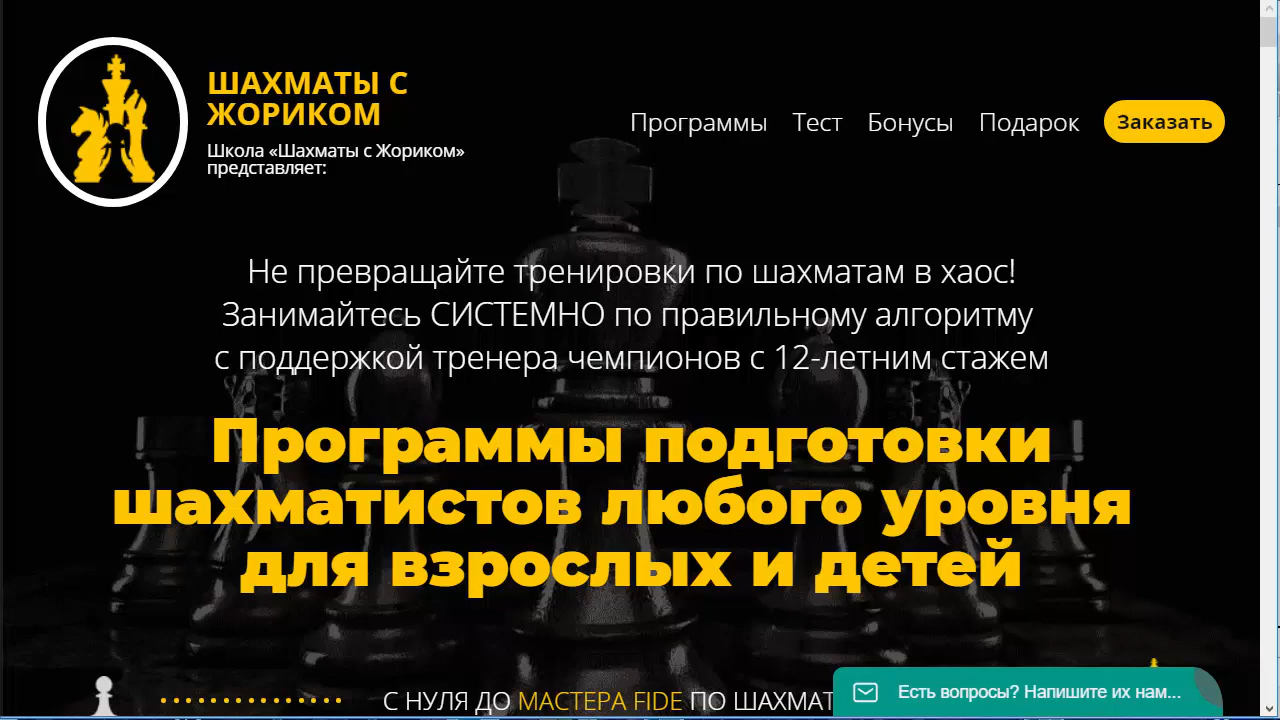 ШАХМАТЫ С
ЖОРИКОМ
Школа «Шахматы с Жориком»
представляет:
Программы Тест Бонусы Подарок Заказать
Не превращайте тренировки по шахматам в хаос!
Занимайтесь СИСТЕМНО по правильному алгоритму
с поддержкой тренера чемпионов с 12-летним стажем
Программы подготовки
шахматистов любого уровня
для взрослых и детей
С НУЛЯ ДО МАСТЕРА FIDE ПО ШАХМАТ
Есть вопросы? Напишите их нам...